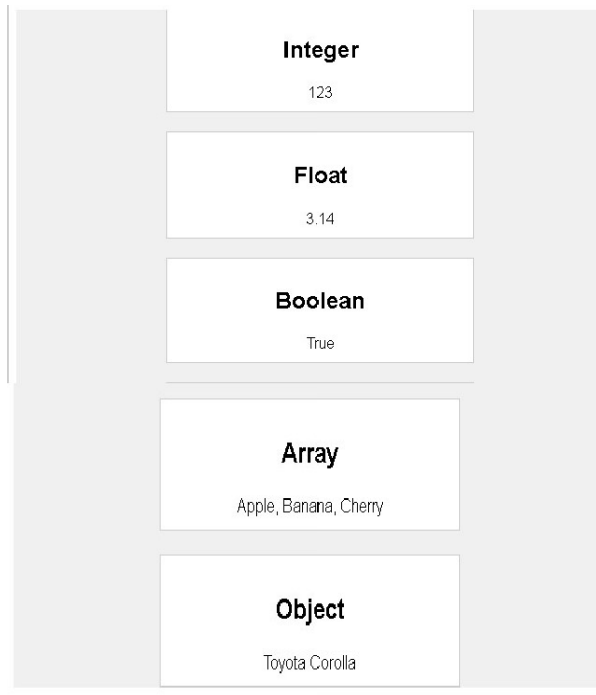 Integer
123
Float
3.14
Boolean
True
Array
Apple, Banana, Cherry
Object
Toyota Corolla